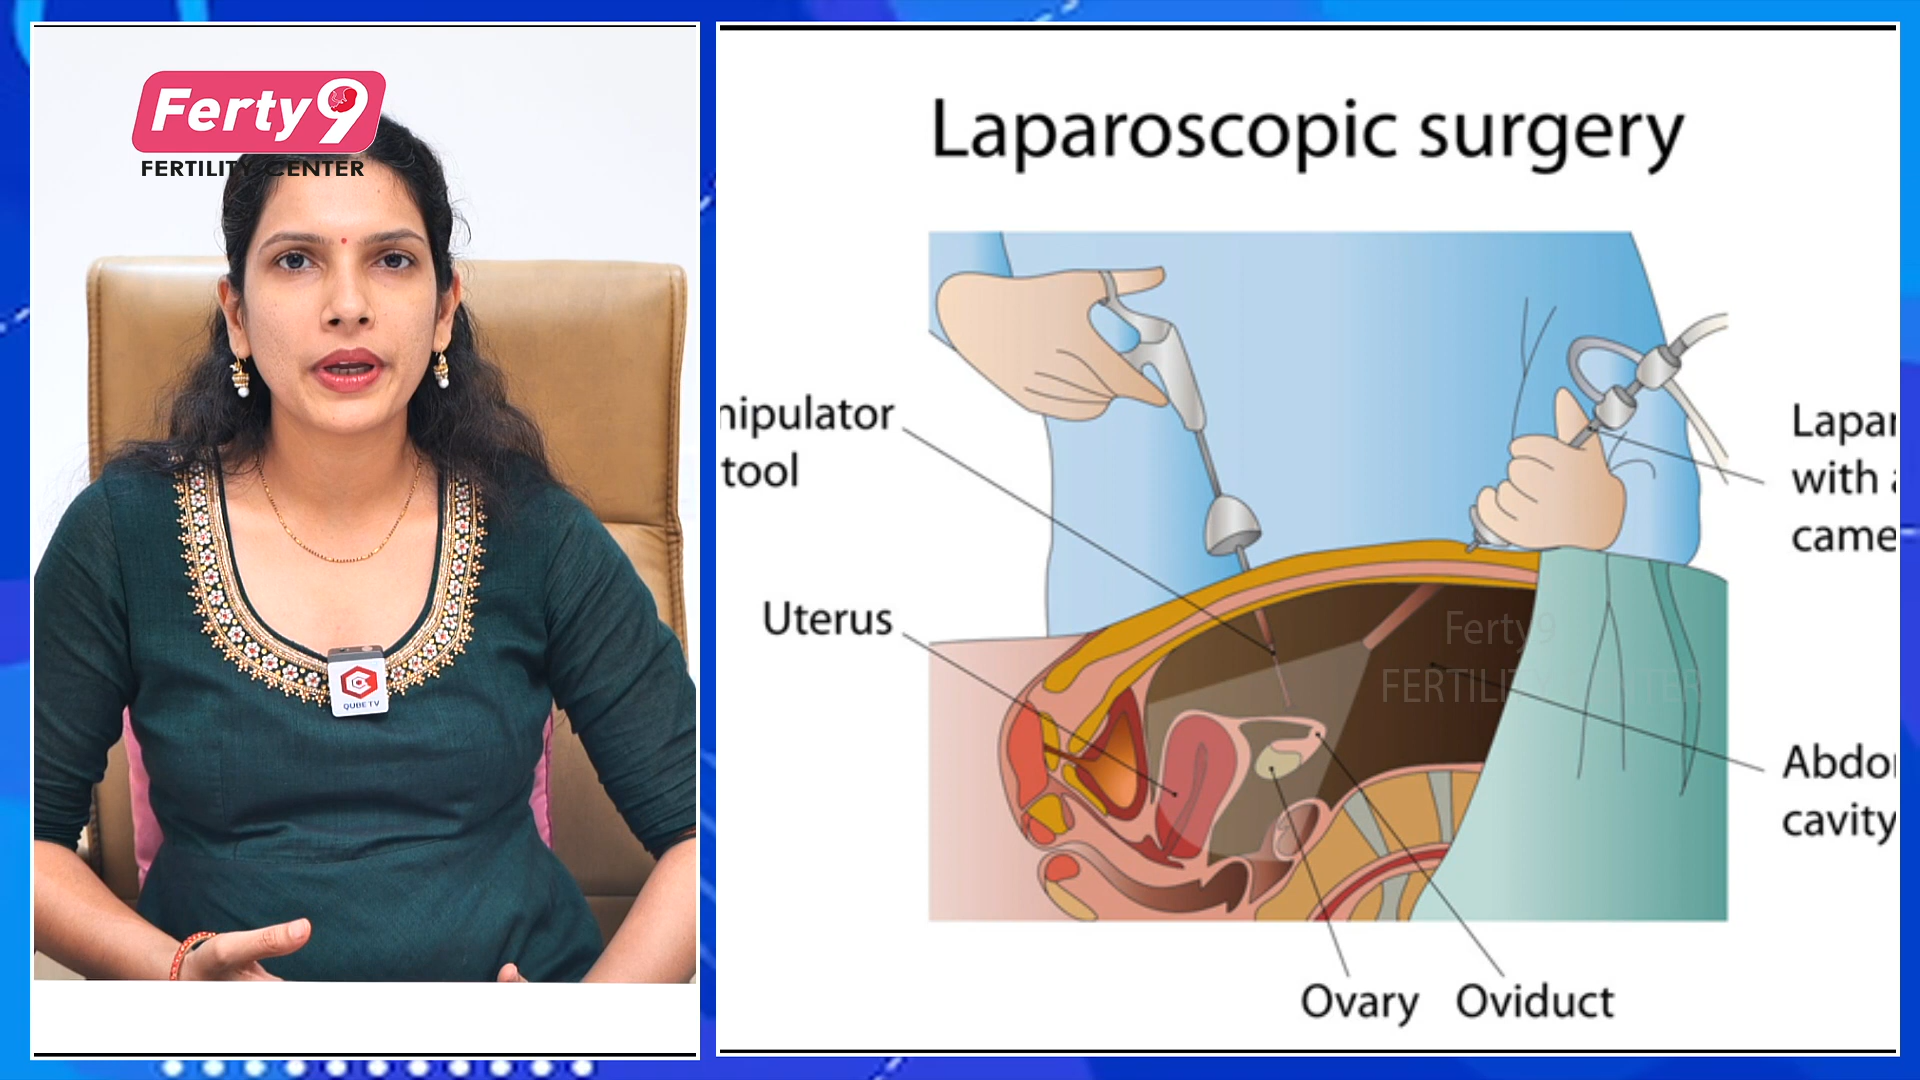 Ferty9
FERTILITY CENTER
QUBE TV
Laparoscopic surgery
nipulator
tool
Uterus
Lapar
with a
came
Ferty9
FERTILITY CENTER
Abdo
cavity
Ovary Oviduct